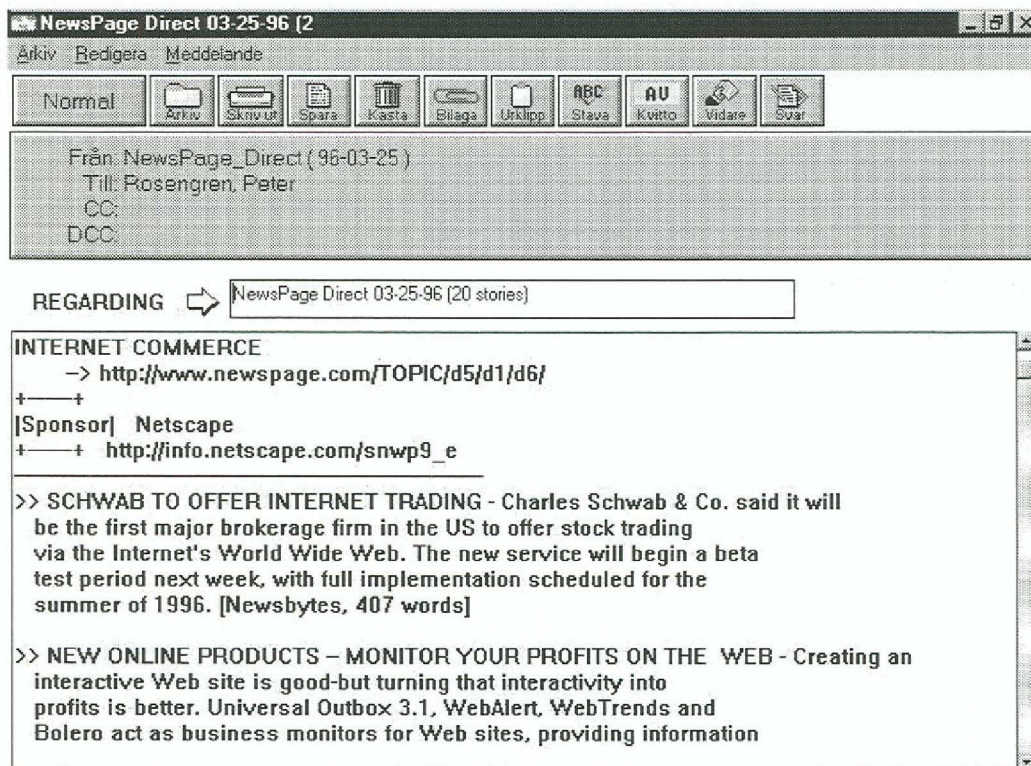 NewsPage Direct 03-25-96 (2
Arkiv Redigera Meddelande
Normal Arkiv Skriv ut Spara Kasta Bilaga Urklipp ABC Stava AU Kvitto Vidare Svar
Från: NewsPage_Direct ( 96-03-25 )
Till: Rosengren, Peter
CC:
DCC:
REGARDING NewsPage Direct 03-25-96 (20 stories)
INTERNET COMMERCE
–> http://www.newspage.com/TOPIC/d5/d1/d6/
+——+
|Sponsor| Netscape
+——+ http://info.netscape.com/snwp9_e
>> SCHWAB TO OFFER INTERNET TRADING - Charles Schwab & Co. said it will
be the first major brokerage firm in the US to offer stock trading
via the Internet's World Wide Web. The new service will begin a beta
test period next week, with full implementation scheduled for the
summer of 1996. [Newsbytes, 407 words]
>> NEW ONLINE PRODUCTS – MONITOR YOUR PROFITS ON THE WEB - Creating an
interactive Web site is good-but turning that interactivity into
profits is better. Universal Outbox 3.1, WebAlert, WebTrends and
Bolero act as business monitors for Web sites, providing information